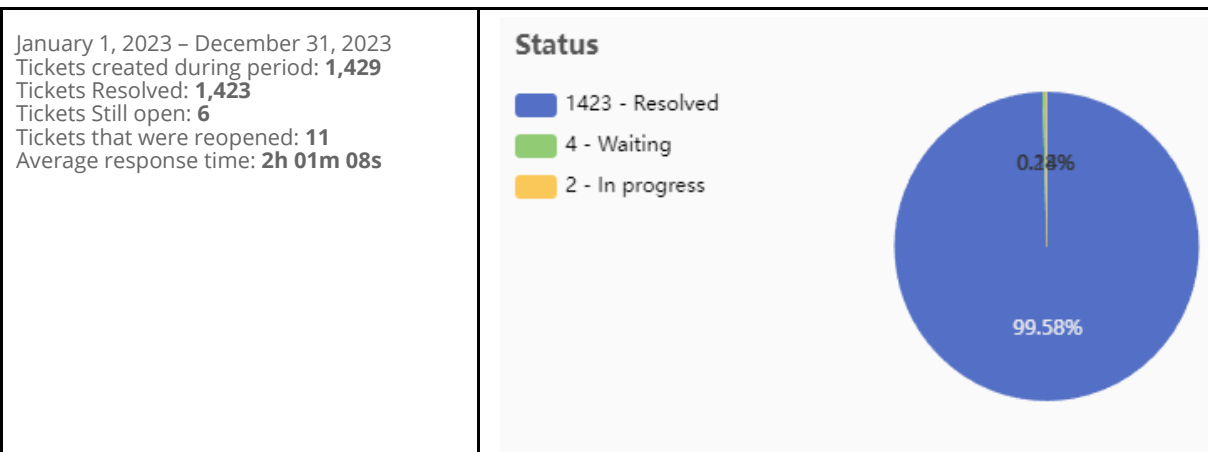 January 1, 2023 – December 31, 2023
Tickets created during period: 1,429
Tickets Resolved: 1,423
Tickets Still open: 6
Tickets that were reopened: 11
Average response time: 2h 01m 08s
Status
1423 - Resolved
4 - Waiting
2 - In progress
99.58%